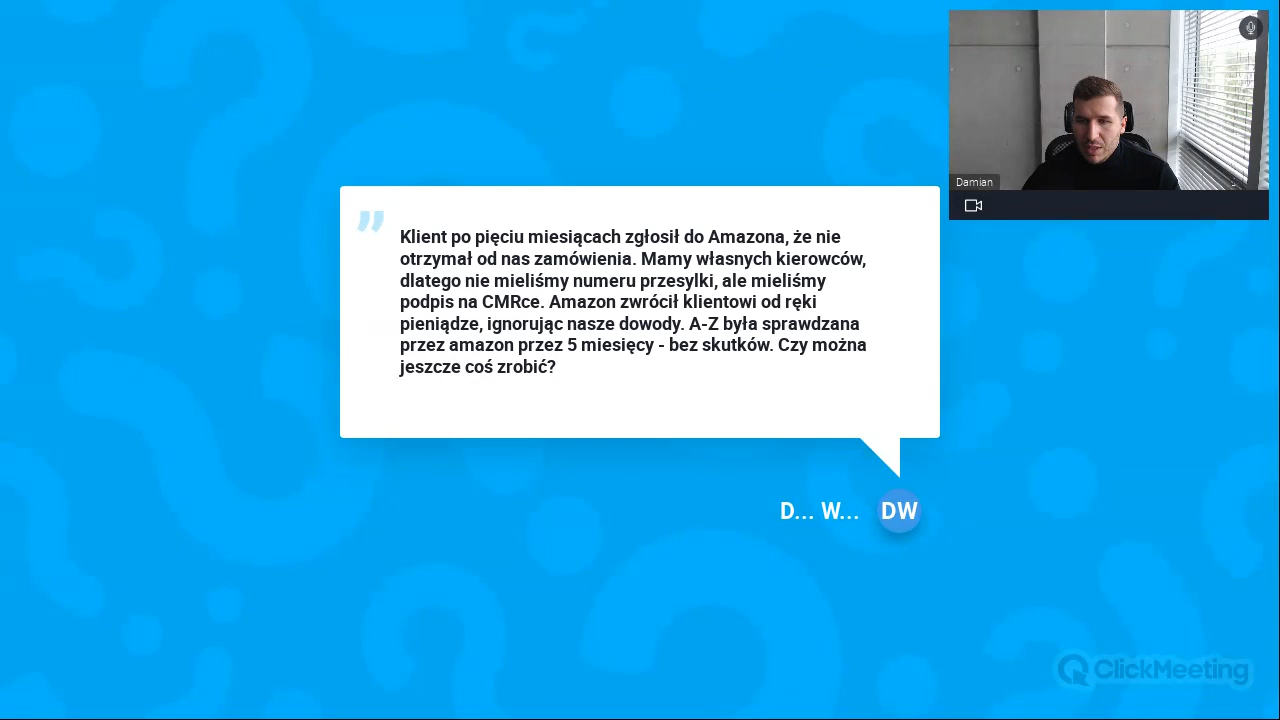 Damian
Klient po pięciu miesiącach zgłosił do Amazona, że nie
otrzymał od nas zamówienia. Mamy własnych kierowców,
dlatego nie mieliśmy numeru przesylki, ale mieliśmy
podpis na CMRce. Amazon zwrócił klientowi od ręki
pieniądze, ignorując nasze dowody. A-Z była sprawdzana
przez amazon przez 5 miesięcy - bez skutków. Czy można
jeszcze coś zrobić?
D... W... DW
ClickMeeting